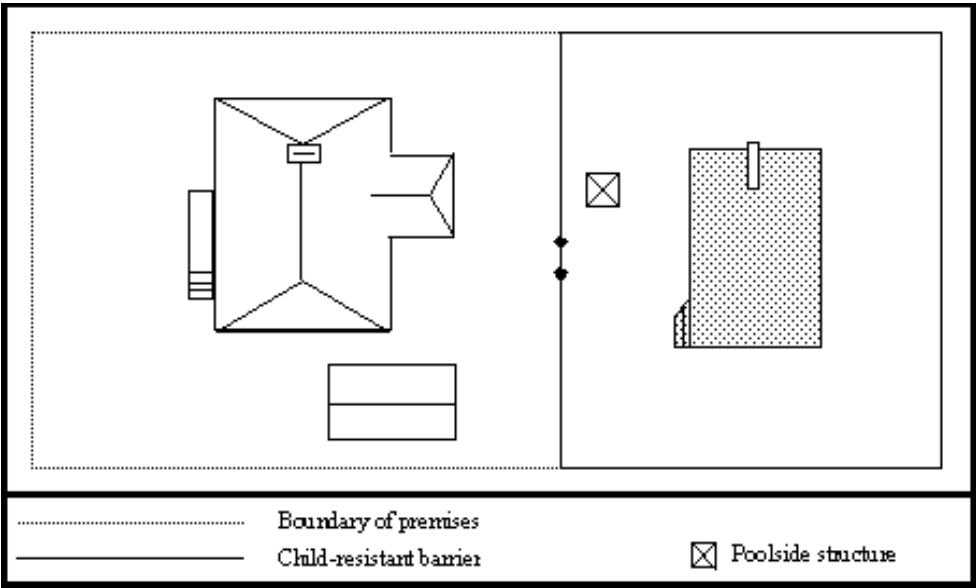 Boundary of premises
Child-resistant barrier
Poolside structure